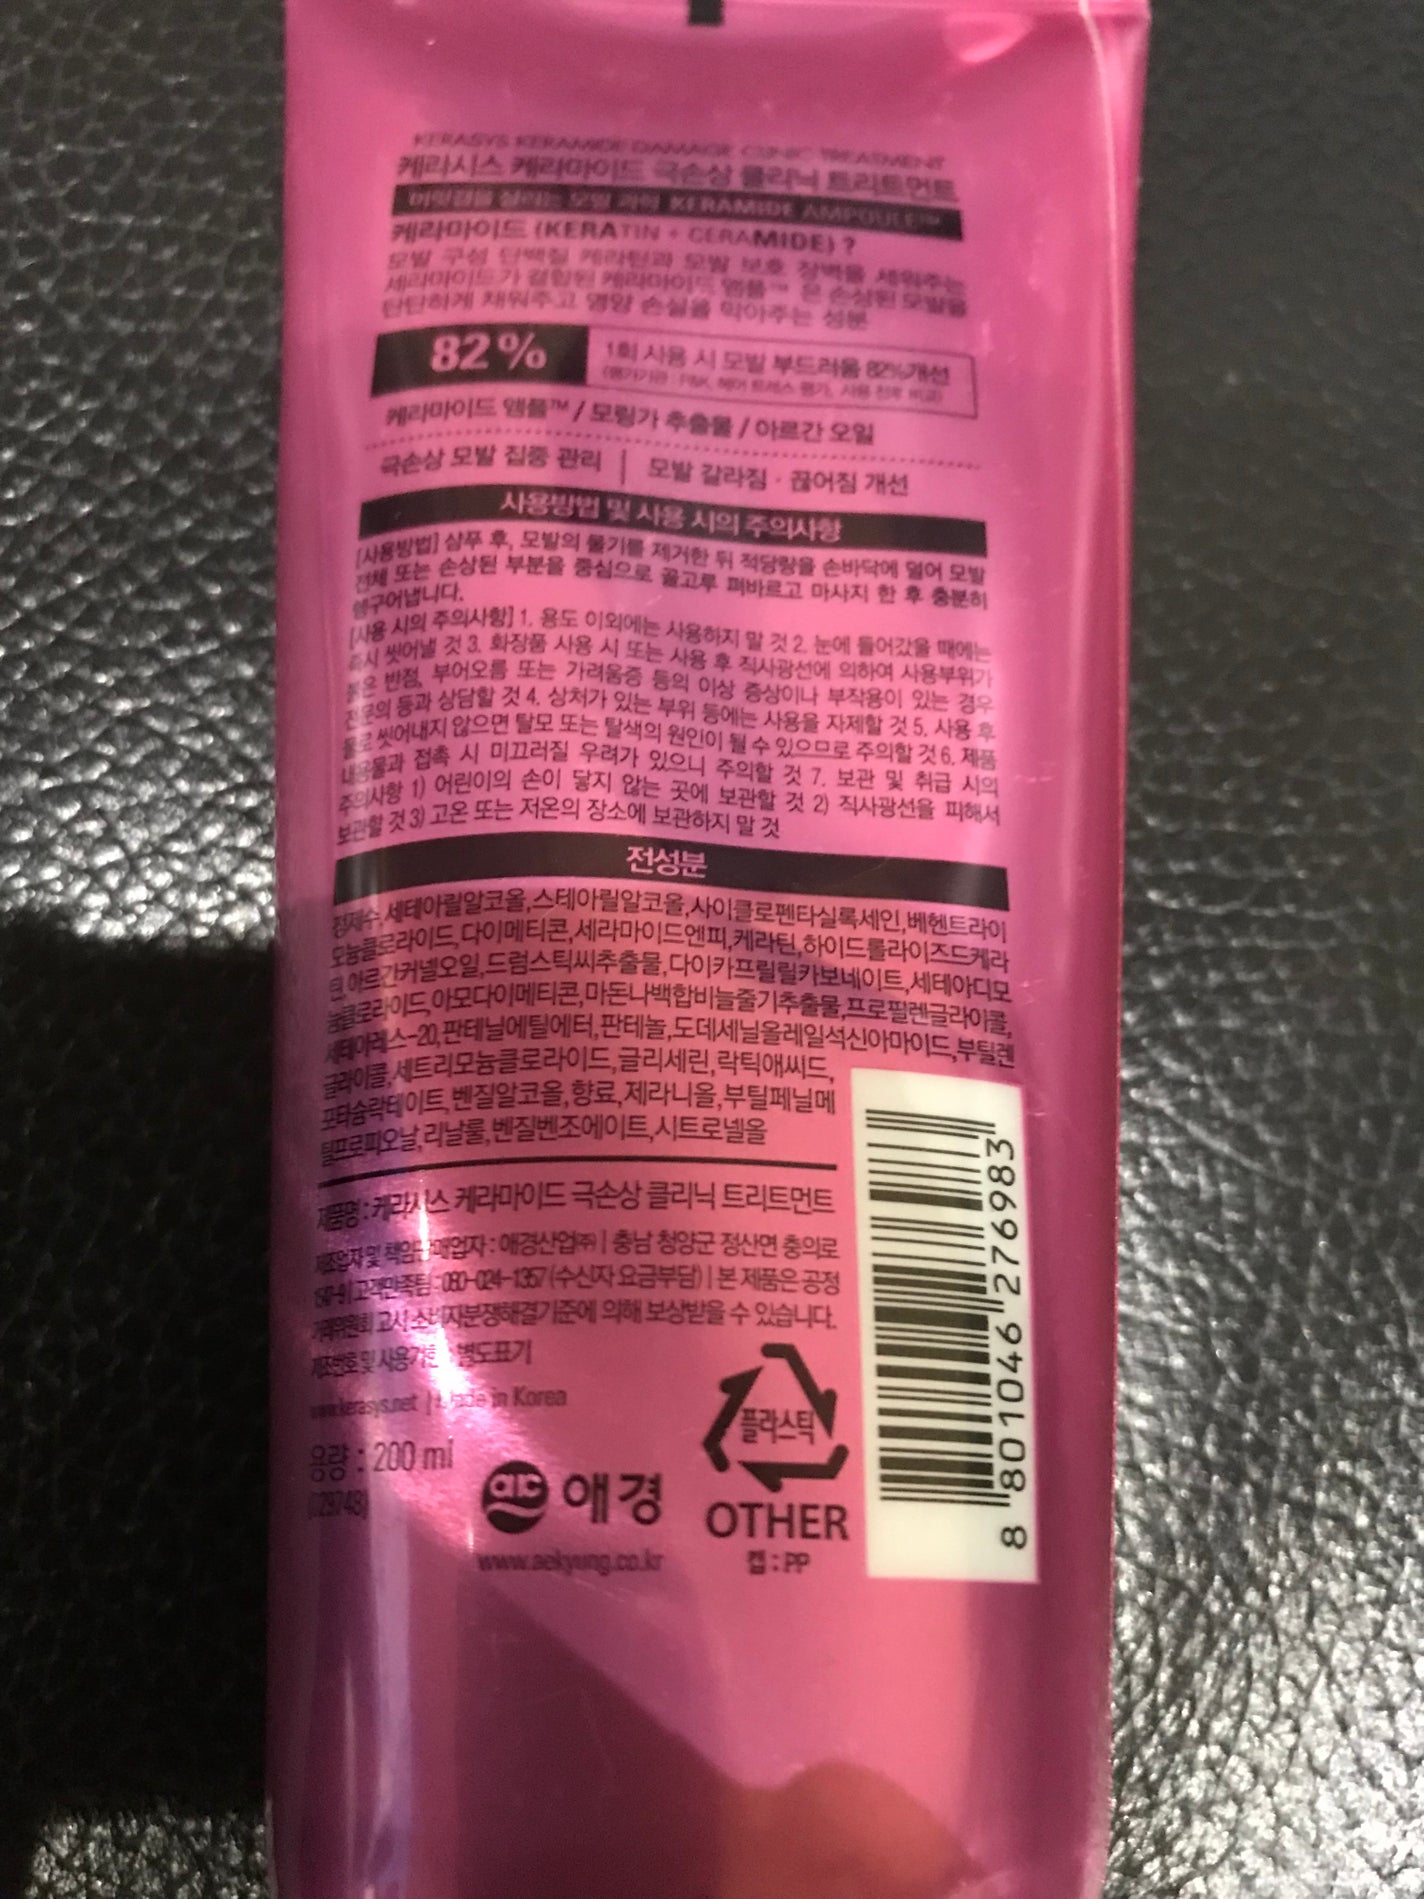 KERASYS KERAMIDE DAMAGE CLINIC TREATMENT
케라시스 케라마이드 극손상 클리닉 트리트먼트
머릿결을 살리는 모발 과학 KERAMIDE AMPOULE™
케라마이드 (KERATIN + CERAMIDE) ?
모발 구성 단백질 케라틴과 모발 보호 장벽을 세워주는
세라마이드가 결합된 케라마이드 앰플™ 은 손상된 모발을
탄탄하게 채워주고 영양 손실을 막아주는 성분
82%
1회 사용 시 모발 부드러움 82%개선
(평가기관 : P&K, 헤어 트레스 평가, 사용 전후 비교)
케라마이드 앰플™ / 모링가 추출물 / 아르간 오일
극손상 모발 집중 관리 | 모발 갈라짐 · 끊어짐 개선
사용방법 및 사용 시의 주의사항
[사용방법] 샴푸 후, 모발의 물기를 제거한 뒤 적당량을 손바닥에 덜어 모발
전체 또는 손상된 부분을 중심으로 골고루 펴바르고 마사지 한 후 충분히
헹구어냅니다.
[사용 시의 주의사항] 1. 용도 이외에는 사용하지 말 것 2. 눈에 들어갔을 때에는
즉시 씻어낼 것 3. 화장품 사용 시 또는 사용 후 직사광선에 의하여 사용부위가
붉은 반점, 부어오름 또는 가려움증 등의 이상 증상이나 부작용이 있는 경우
전문의 등과 상담할 것 4. 상처가 있는 부위 등에는 사용을 자제할 것 5. 사용 후
물로 씻어내지 않으면 탈모 또는 탈색의 원인이 될 수 있으므로 주의할 것 6. 제품
내용물과 접촉 시 미끄러질 우려가 있으니 주의할 것 7. 보관 및 취급 시의
주의사항 1) 어린이의 손이 닿지 않는 곳에 보관할 것 2) 직사광선을 피해서
보관할 것 3) 고온 또는 저온의 장소에 보관하지 말 것
전성분
정제수,세테아릴알코올,스테아릴알코올,사이클로펜타실록세인,베헨트라이
모늄클로라이드,다이메티콘,세라마이드엔피,케라틴,하이드롤라이즈드케라
틴,아르간커넬오일,드럼스틱씨추출물,다이카프릴릴카보네이트,세테아디모
늄클로라이드,아모다이메티콘,마돈나백합비늘줄기추출물,프로필렌글라이콜,
세테아레스-20,판테닐에틸에터,판테놀,도데세닐올레일석신아마이드,부틸렌
글라이콜,세트리모늄클로라이드,글리세린,락틱애씨드,
포타슘락테이트,벤질알코올,향료,제라니올,부틸페닐메
틸프로피오날,리날룰,벤질벤조에이트,시트로넬올
제품명 : 케라시스 케라마이드 극손상 클리닉 트리트먼트
제조업자 및 책임판매업자 : 애경산업㈜ | 충남 청양군 정산면 충의로
1547-9 | 고객만족팀 : 080-024-1357 (수신자 요금부담) | 본 제품은 공정
거래위원회 고시 소비자분쟁해결기준에 의해 보상받을 수 있습니다.
제조번호 및 사용기한 : 별도표기
www.kerasys.net | Made in Korea
용량 : 200 ml
(029748)
애경
www.aekyung.co.kr
플라스틱
OTHER
캡 : PP
8 801046 276983